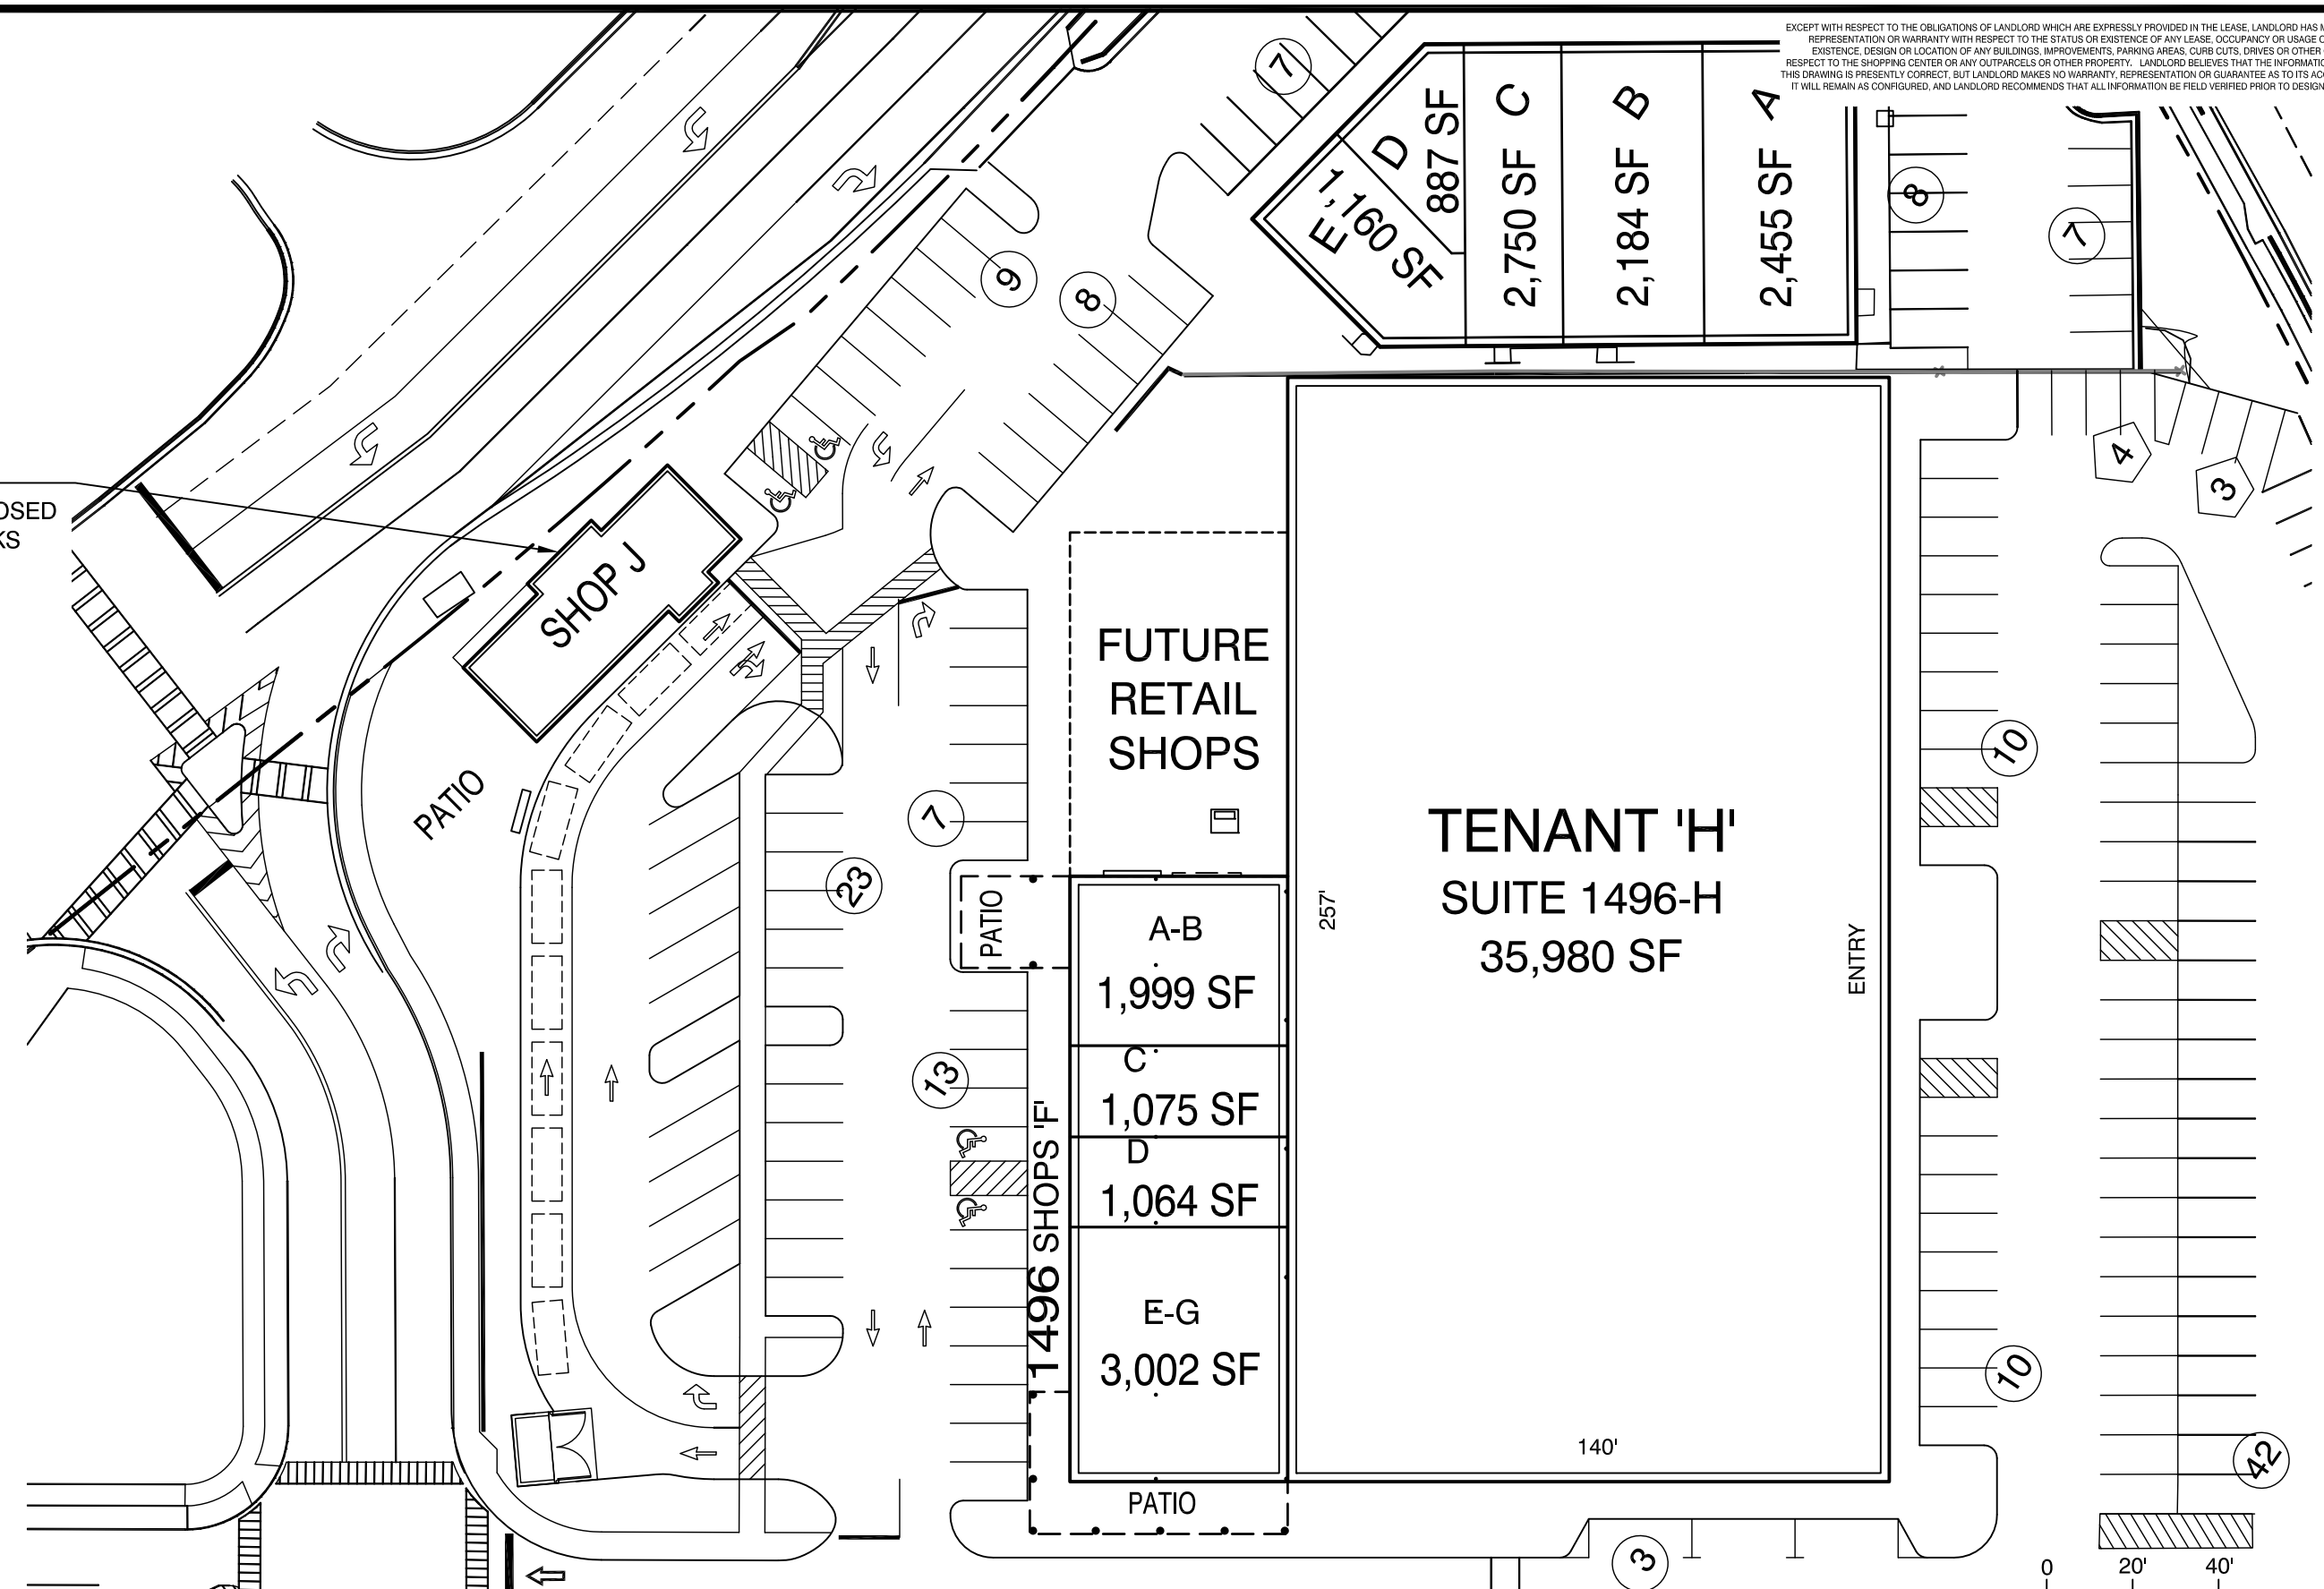 EXCEPT WITH RESPECT TO THE OBLIGATIONS OF LANDLORD WHICH ARE EXPRESSLY PROVIDED IN THE LEASE, LANDLORD HAS
REPRESENTATION OR WARRANTY WITH RESPECT TO THE STATUS OR EXISTENCE OF ANY LEASE, OCCUPANCY OR USAGE
EXISTENCE, DESIGN OR LOCATION OF ANY BUILDINGS, IMPROVEMENTS, PARKING AREAS, CURB CUTS, DRIVES OR OTHER
RESPECT TO THE SHOPPING CENTER OR ANY OUTPARCELS OR OTHER PROPERTY. LANDLORD BELIEVES THAT THE
THIS DRAWING IS PRESENTLY CORRECT, BUT LANDLORD MAKES NO WARRANTY, REPRESENTATION OR GUARANTEE AS TO ITS
IT WILL REMAIN AS CONFIGURED, AND LANDLORD RECOMMENDS THAT ALL INFORMATION BE FIELD VERIFIED PRIOR TO DESIGN
7
D
887 SF
C
2,750 SF
B
2,184 SF
A
2,455 SF
E
1,160 SF
8
7
9
8
4
3
OSED
KS
SHOP J
PATIO
FUTURE
RETAIL
SHOPS
TENANT 'H'
SUITE 1496-H
35,980 SF
257'
140'
ENTRY
10
7
23
PATIO
A-B
1,999 SF
13
C
1,075 SF
D
1,064 SF
1496 SHOPS 'F'
E-G
3,002 SF
PATIO
10
42
3
0
20'
40'